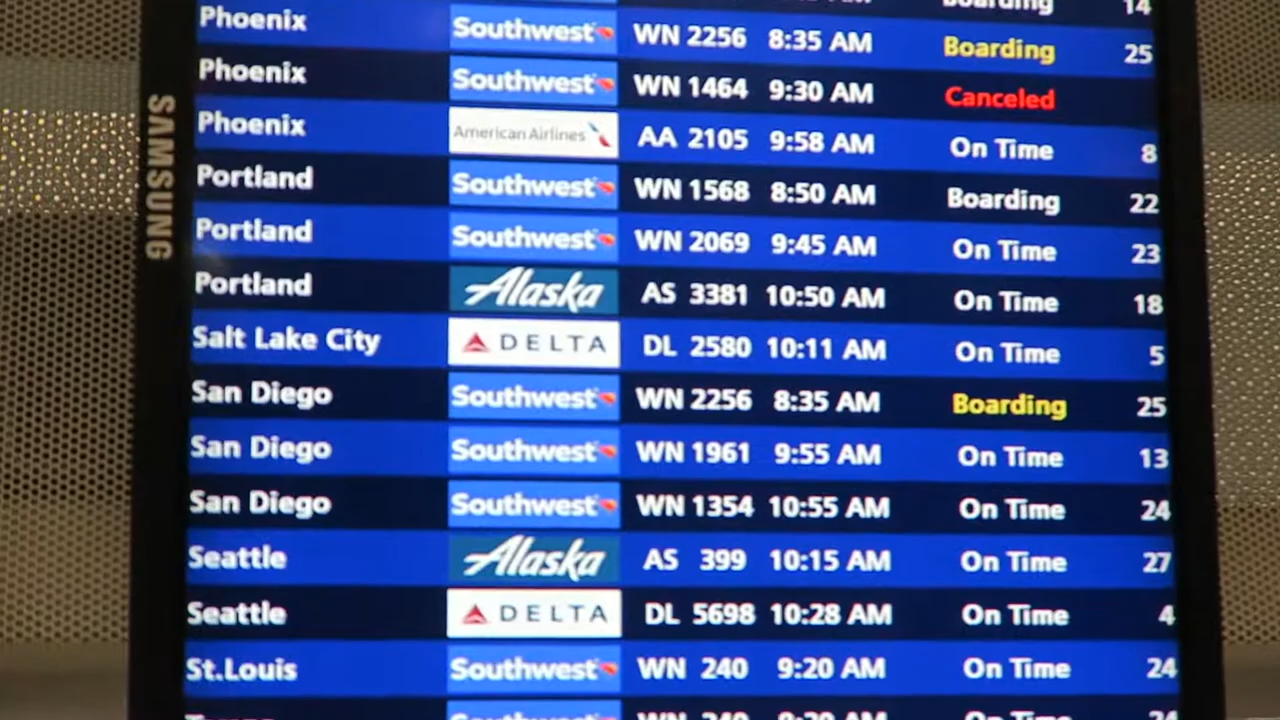 Boarding 14
Phoenix Southwest WN 2256 8:35 AM Boarding 25
Phoenix Southwest WN 1464 9:30 AM Canceled
Phoenix American Airlines AA 2105 9:58 AM On Time 8
Portland Southwest WN 1568 8:50 AM Boarding 22
Portland Southwest WN 2069 9:45 AM On Time 23
Portland Alaska AS 3381 10:50 AM On Time 18
Salt Lake City DELTA DL 2580 10:11 AM On Time 5
San Diego Southwest WN 2256 8:35 AM Boarding 25
San Diego Southwest WN 1961 9:55 AM On Time 13
San Diego Southwest WN 1354 10:55 AM On Time 24
Seattle Alaska AS 399 10:15 AM On Time 27
Seattle DELTA DL 5698 10:28 AM On Time 4
St.Louis Southwest WN 240 9:20 AM On Time 24
Southwest WN On Time
SAMSUNG